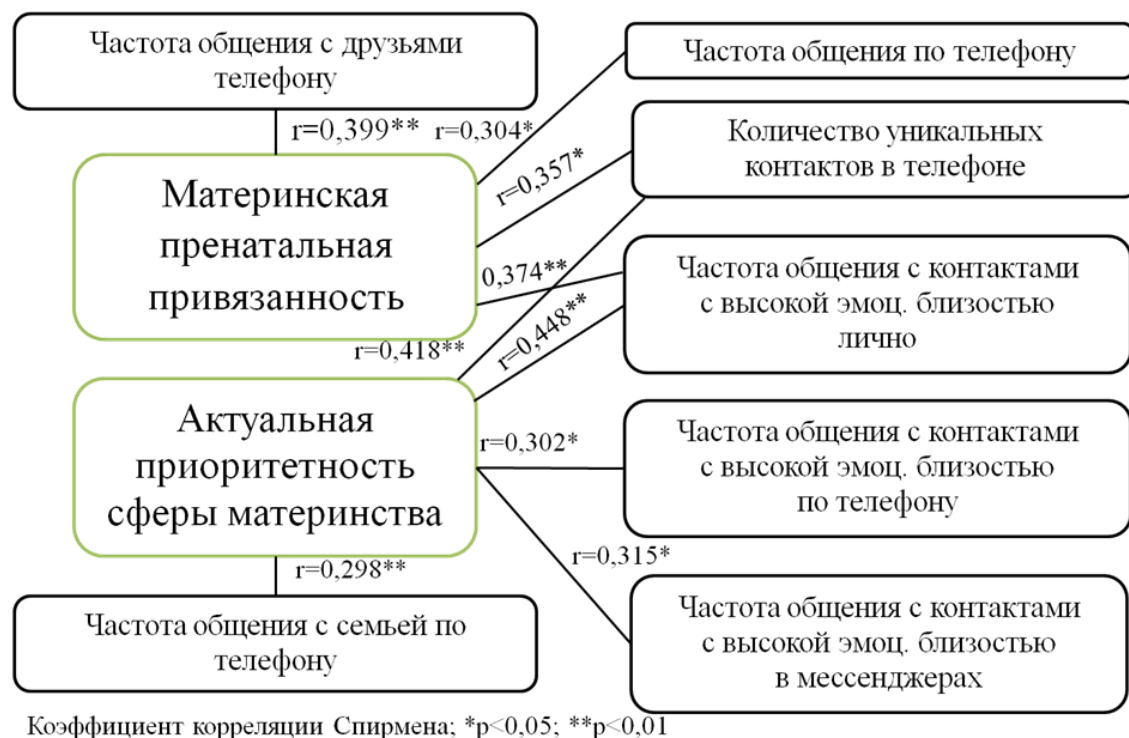 Частота общения с друзьями
телефону
Частота общения по телефону
r=0,399**
r=0,304*
Количество уникальных
контактов в телефоне
r=0,357*
Материнская
пренатальная
привязанность
0,374**
Частота общения с контактами
с высокой эмоц. близостью
лично
r=0,448**
r=0,418**
Актуальная
приоритетность
сферы материнства
r=0,302*
Частота общения с контактами
с высокой эмоц. близостью
по телефону
r=0,315*
r=0,298**
Частота общения с семьей по
телефону
Частота общения с контактами
с высокой эмоц. близостью
в мессенджерах
Коэффициент корреляции Спирмена; *p<0,05; **p<0,01